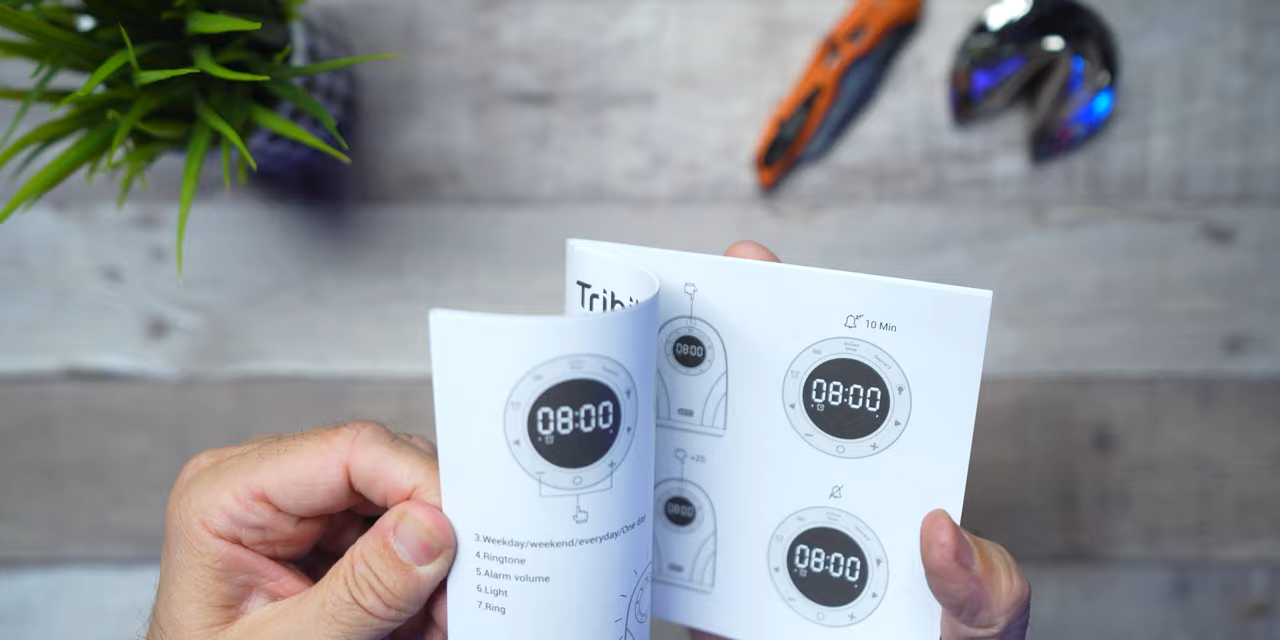 08:00
3.Weekday/weekend/everyday/One day
4.Ringtone
5.Alarm volume
6.Light
7.Ring
08:00
10 Min
08:00
08:00
08:00